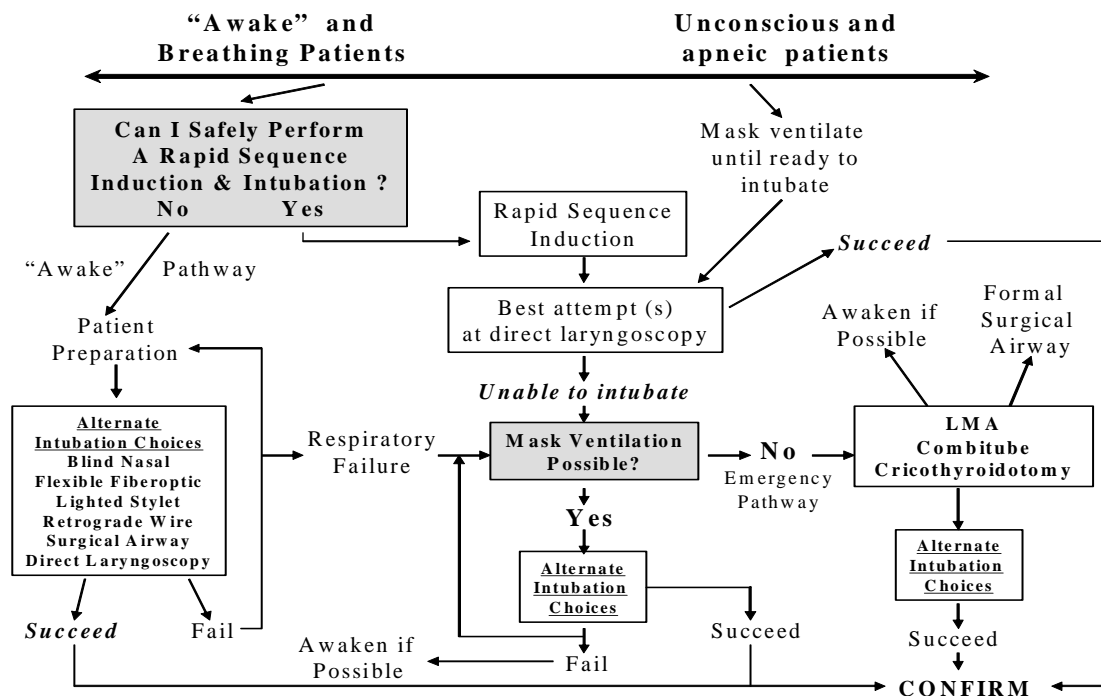 “Awake” and
Breathing Patients
Unconscious and
apneic patients
Can I Safely Perform
A Rapid Sequence
Induction & Intubation ?
No Yes
Mask ventilate
until ready to
intubate
Rapid Sequence
Induction
Succeed
“Awake” Pathway
Best attempt (s)
at direct laryngoscopy
Awaken if
Possible
Formal
Surgical
Airway
Patient
Preparation
Unable to intubate
Alternate
Intubation Choices
Blind Nasal
Flexible Fiberoptic
Lighted Stylet
Retrograde Wire
Surgical Airway
Direct Laryngoscopy
Respiratory
Failure
Mask Ventilation
Possible?
No
Emergency
Pathway
LMA
Combitube
Cricothyroidotomy
Yes
Alternate
Intubation
Choices
Alternate
Intubation
Choices
Succeed
Fail
Succeed
Succeed
Awaken if
Possible
Fail
CONFIRM